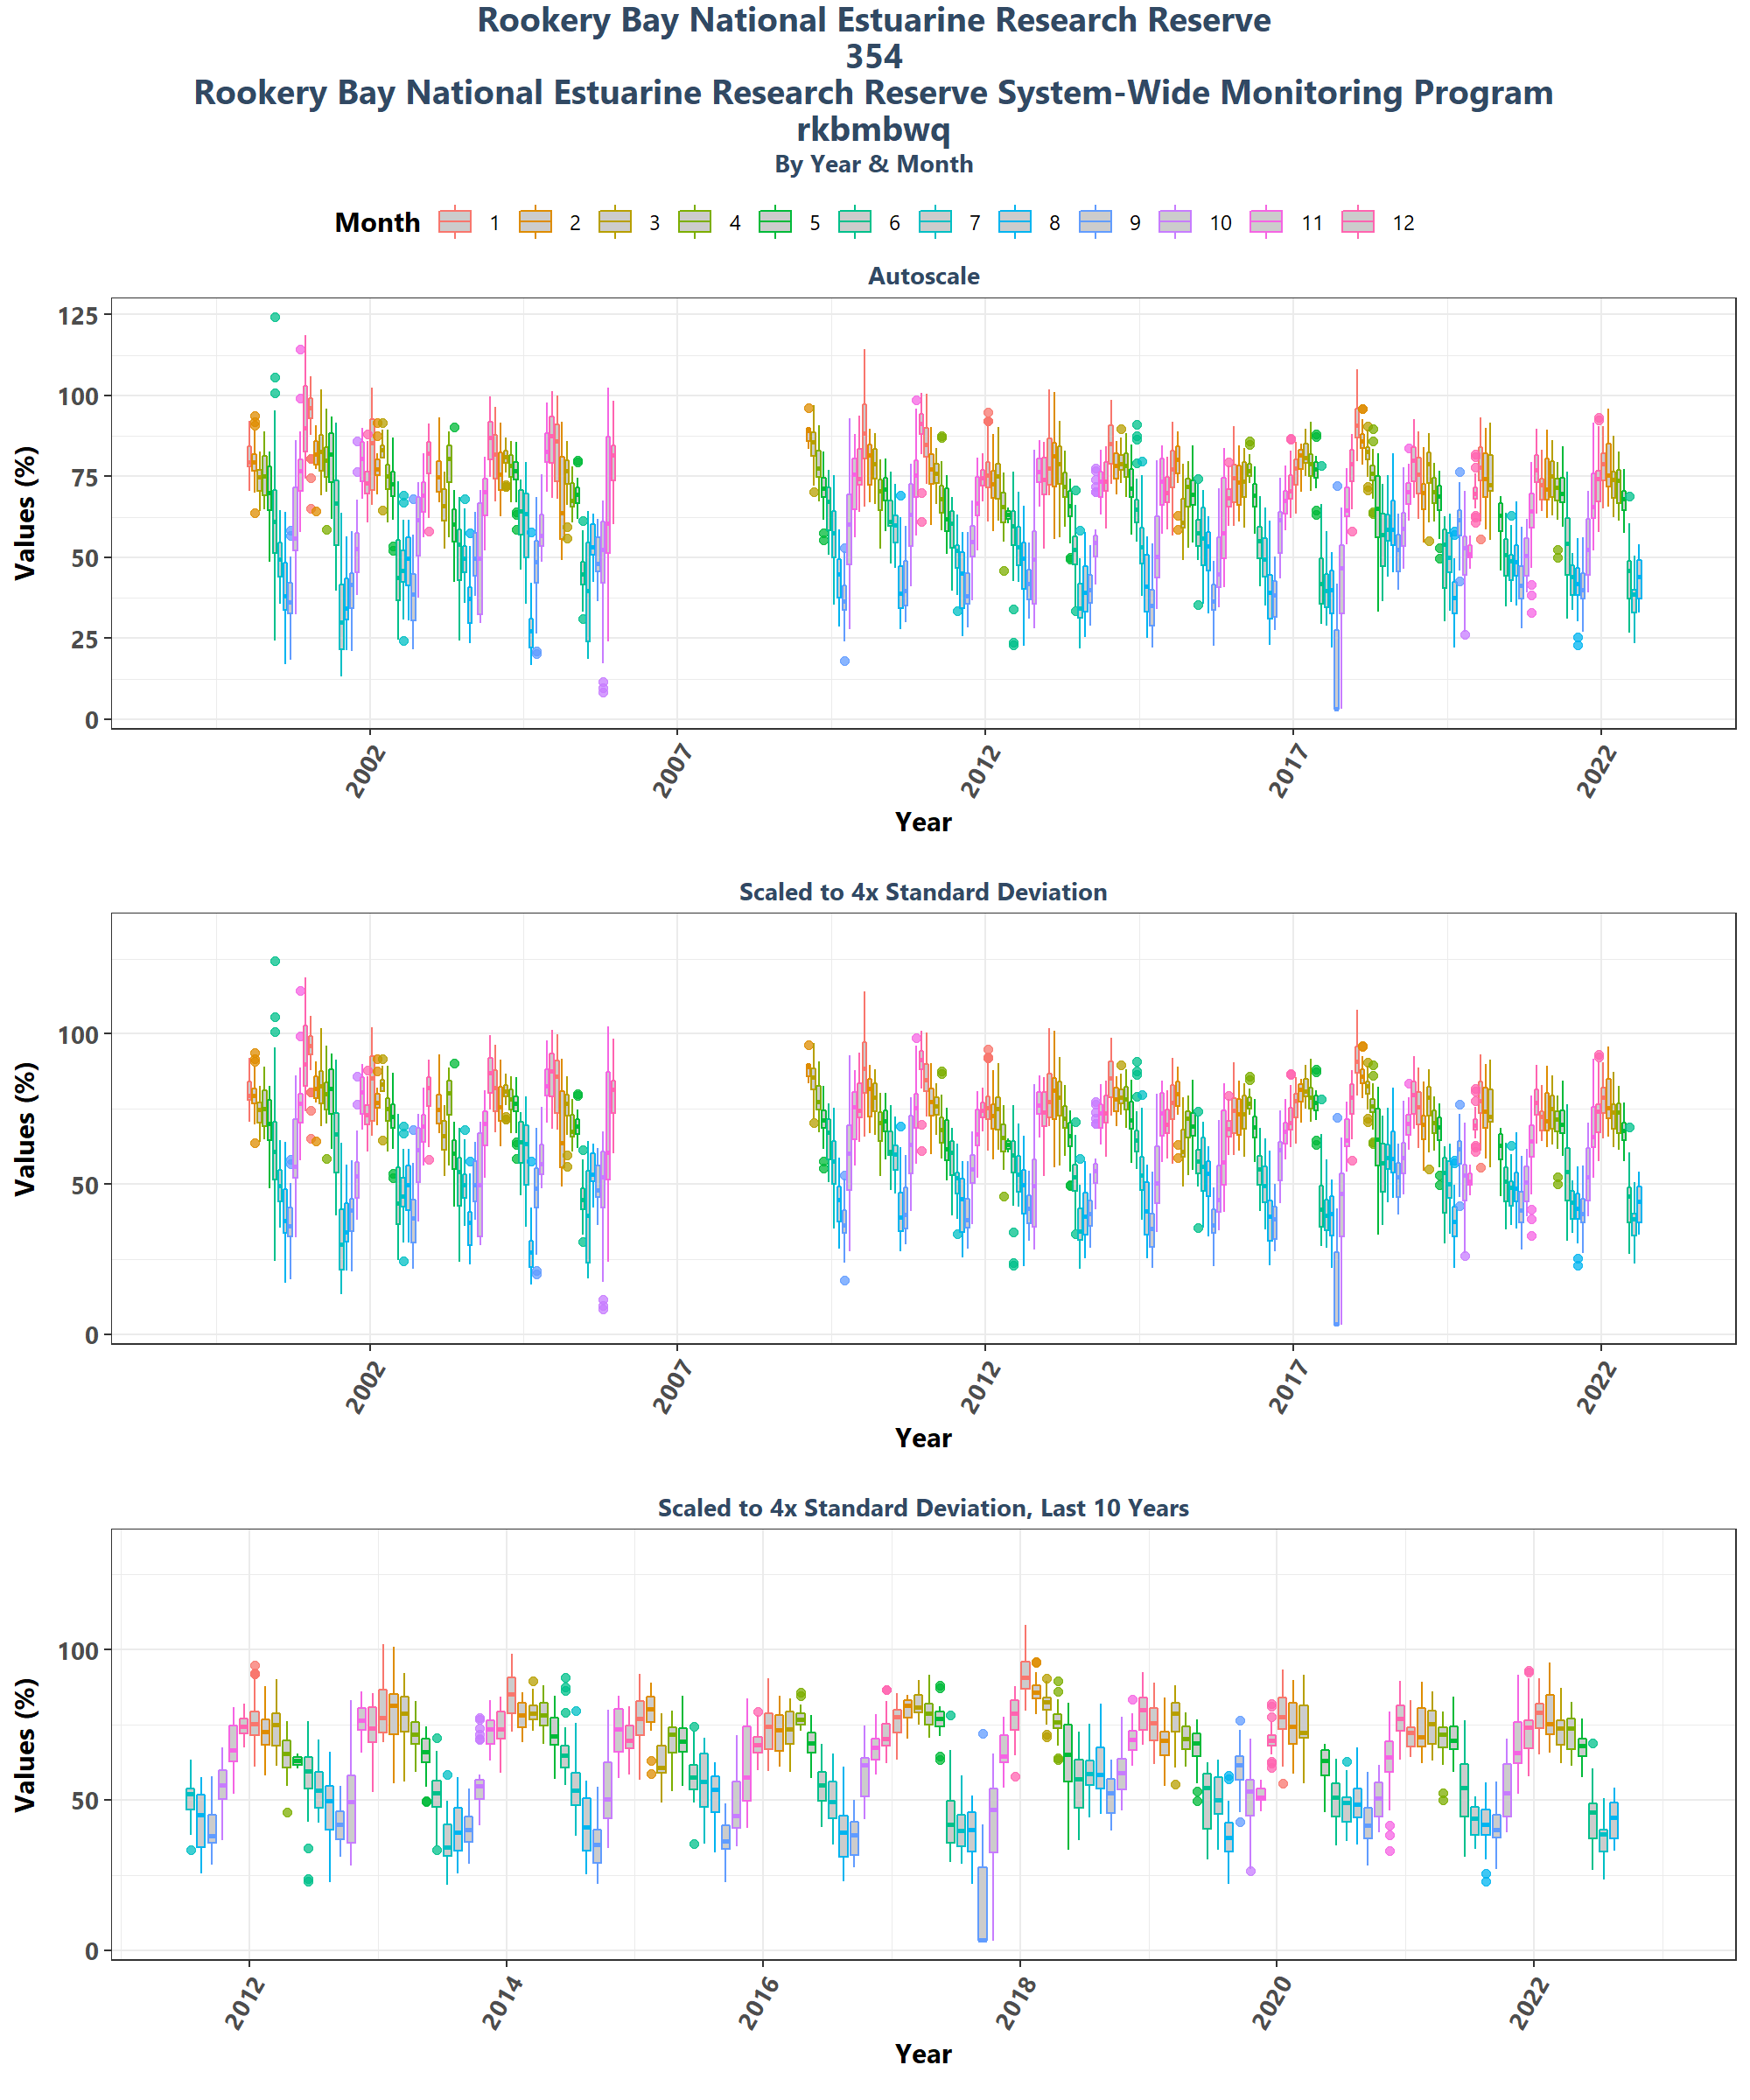 Rookery Bay National Estuarine Research Reserve
354
Rookery Bay National Estuarine Research Reserve System-Wide Monitoring Program
rkbmbwq
By Year & Month
Month 1 2 3 4 5 6 7 8 9 10 11 12
Autoscale
Values (%)
125
100
75
50
25
0
2002 2007 2012 2017 2022
Year
Scaled to 4x Standard Deviation
Values (%)
100
50
0
2002 2007 2012 2017 2022
Year
Scaled to 4x Standard Deviation, Last 10 Years
Values (%)
100
50
0
2012 2014 2016 2018 2020 2022
Year